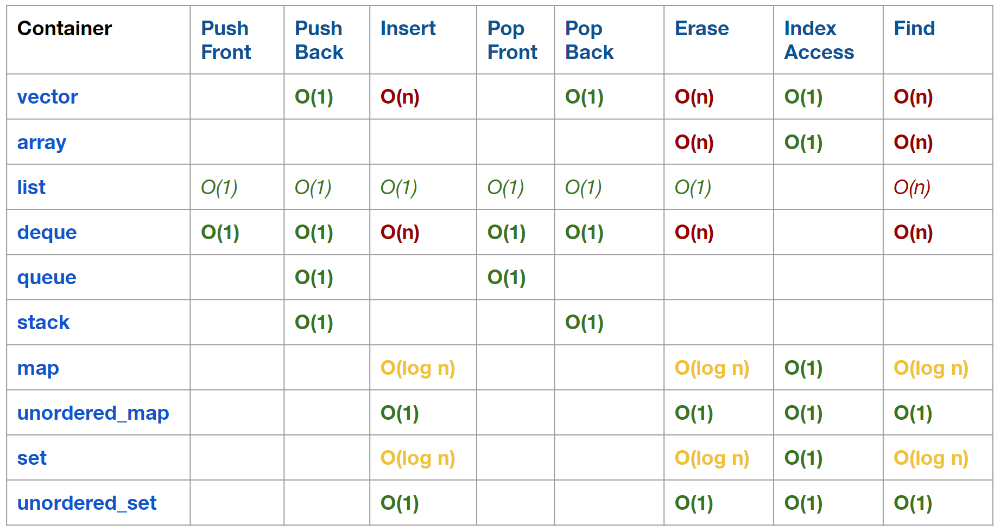 Container Push Front Push Back Insert Pop Front Pop Back Erase Index Access Find
vector O(1) O(n) O(1) O(n) O(1) O(n)
array O(n) O(1) O(n)
list O(1) O(1) O(1) O(1) O(1) O(1) O(n)
deque O(1) O(1) O(n) O(1) O(1) O(n) O(n)
queue O(1) O(1)
stack O(1) O(1)
map O(log n) O(log n) O(1) O(log n)
unordered_map O(1) O(1) O(1) O(1)
set O(log n) O(log n) O(1) O(log n)
unordered_set O(1) O(1) O(1) O(1)